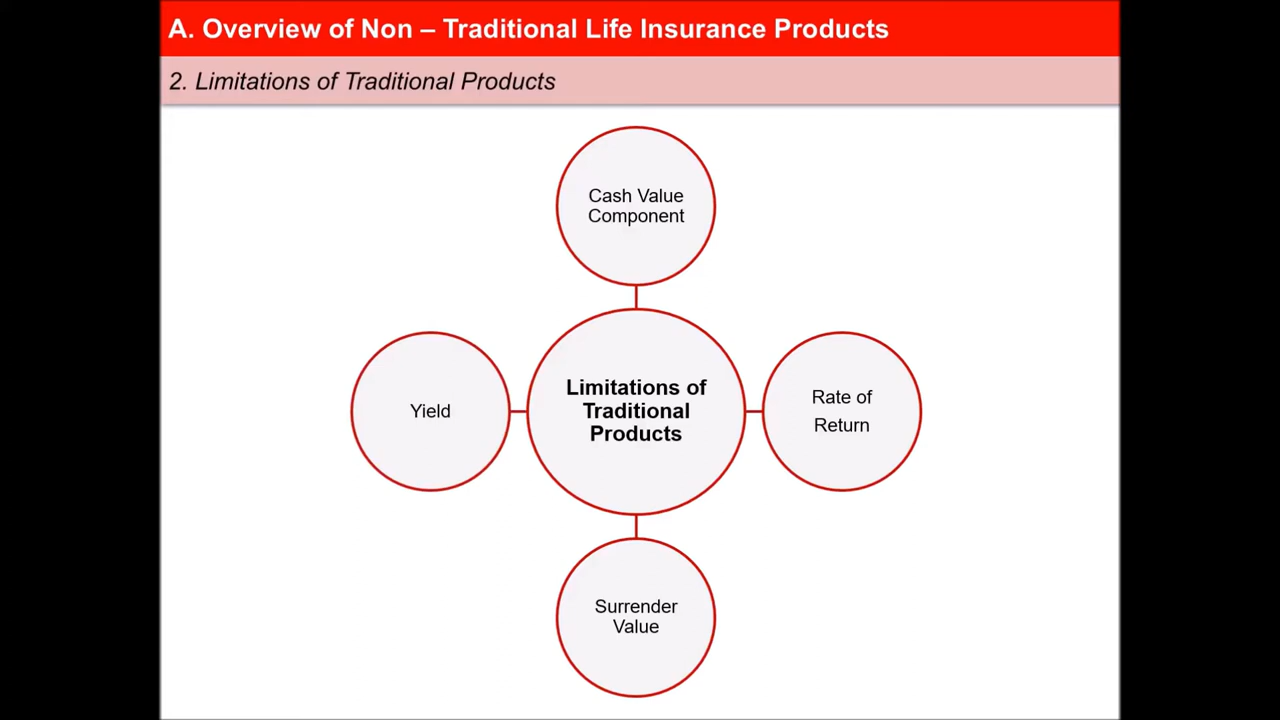 A. Overview of Non – Traditional Life Insurance Products
2. Limitations of Traditional Products
Cash Value
Component
Yield
Limitations of
Traditional
Products
Rate of
Return
Surrender
Value